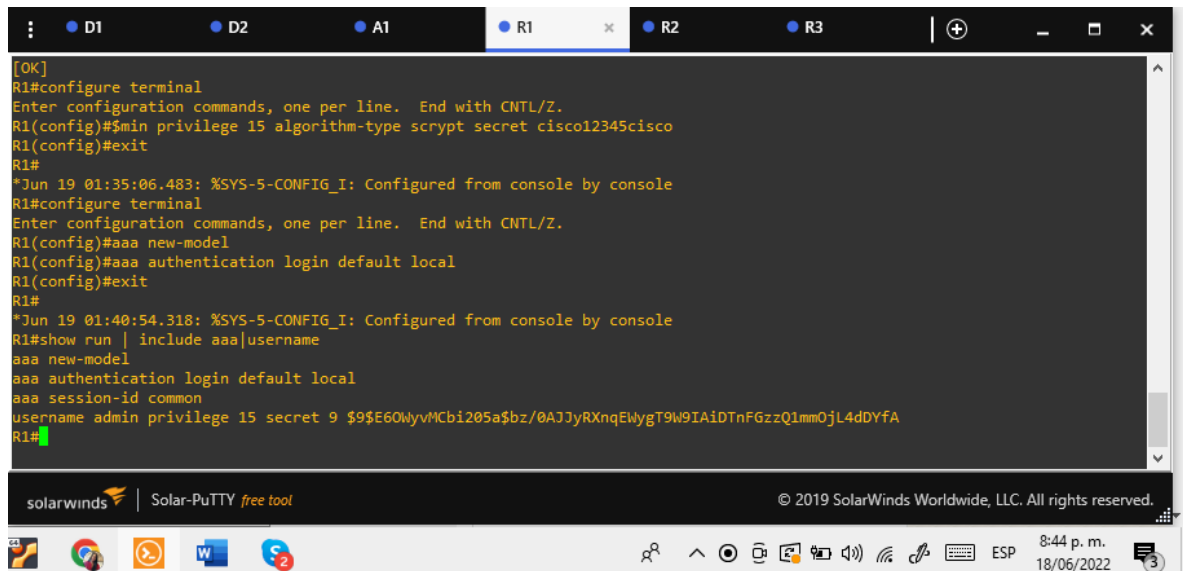 D1 D2 A1 R1 R2 R3
[OK]
R1#configure terminal
Enter configuration commands, one per line.  End with CNTL/Z.
R1(config)#$min privilege 15 algorithm-type scrypt secret cisco12345cisco
R1(config)#exit
R1#
*Jun 19 01:35:06.483: %SYS-5-CONFIG_I: Configured from console by console
R1#configure terminal
Enter configuration commands, one per line.  End with CNTL/Z.
R1(config)#aaa new-model
R1(config)#aaa authentication login default local
R1(config)#exit
R1#
*Jun 19 01:40:54.318: %SYS-5-CONFIG_I: Configured from console by console
R1#show run | include aaa|username
aaa new-model
aaa authentication login default local
aaa session-id common
username admin privilege 15 secret 9 $9$E6OWyvMCbi205a$bz/0AJJyRXnqEWygT9W9IAiDTnFGzzQ1mmOjL4dDYfA
R1#
solarwinds | Solar-PuTTY free tool © 2019 SolarWinds Worldwide, LLC. All rights reserved.
64 W S 2 ESP 8:44 p. m. 3
18/06/2022